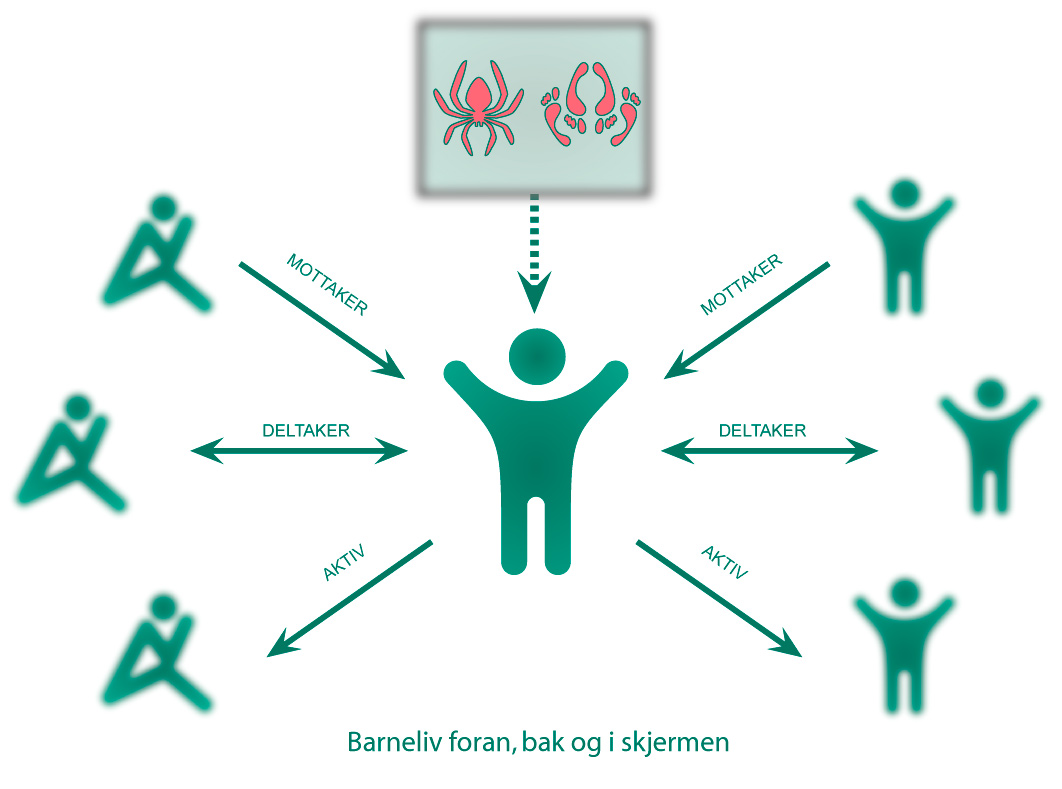 MOTTAKER
MOTTAKER
DELTAKER
DELTAKER
AKTIV
AKTIV
Barneliv foran, bak og i skjermen